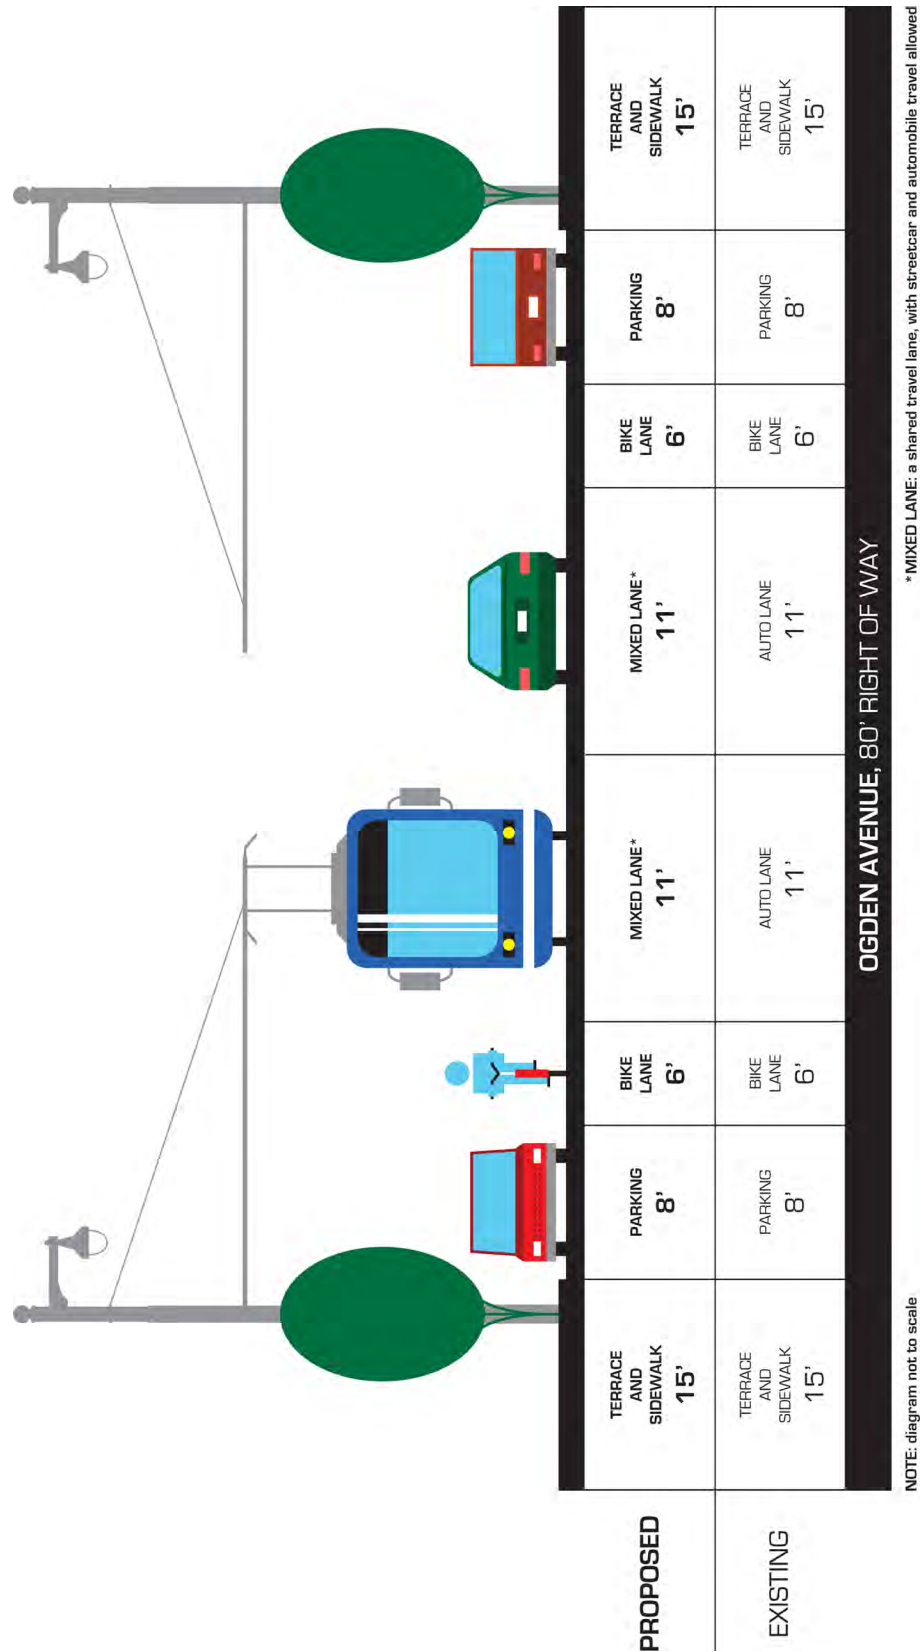 PROPOSED
TERRACE
AND
SIDEWALK
15'
PARKING
8'
BIKE
LANE
6'
MIXED LANE*
11'
MIXED LANE*
11'
BIKE
LANE
6'
PARKING
8'
TERRACE
AND
SIDEWALK
15'
EXISTING
TERRACE
AND
SIDEWALK
15'
PARKING
8'
BIKE
LANE
6'
AUTO LANE
11'
AUTO LANE
11'
BIKE
LANE
6'
PARKING
8'
TERRACE
AND
SIDEWALK
15'
OGDEN AVENUE, 80' RIGHT OF WAY
NOTE: diagram not to scale
* MIXED LANE: a shared travel lane, with streetcar and automobile travel allowed